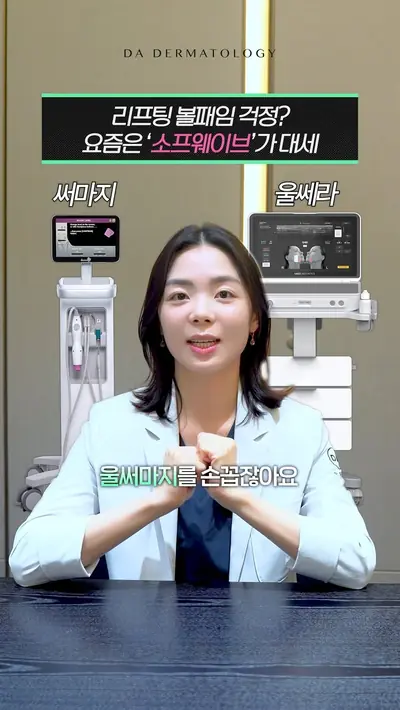 DA DERMATOLOGY
리프팅 볼패임 걱정?
요즘은 '소프웨이브'가 대세
써마지
울쎄라
울써마지를 손꼽잖아요